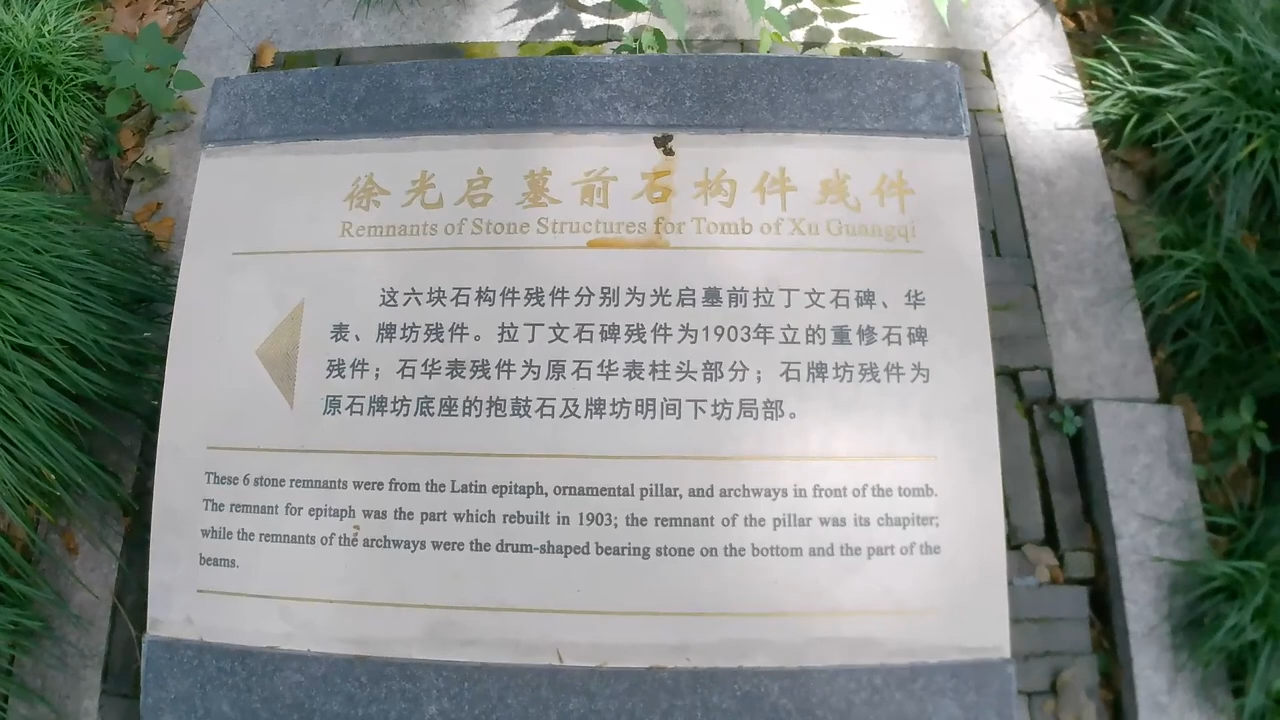 徐光启墓前石构件残件
Remnants of Stone Structures for Tomb of Xu Guangqi
这六块石构件残件分别为光启墓前拉丁文石碑、华
表、牌坊残件。拉丁文石碑残件为1903年立的重修石碑
残件；石华表残件为原石华表柱头部分；石牌坊残件为
原石牌坊底座的抱鼓石及牌坊明间下坊局部。
These 6 stone remnants were from the Latin epitaph, ornamental pillar, and archways in front of the tomb.
The remnant for epitaph was the part which rebuilt in 1903; the remnant of the pillar was its chapiter;
while the remnants of the archways were the drum-shaped bearing stone on the bottom and the part of the
beams.